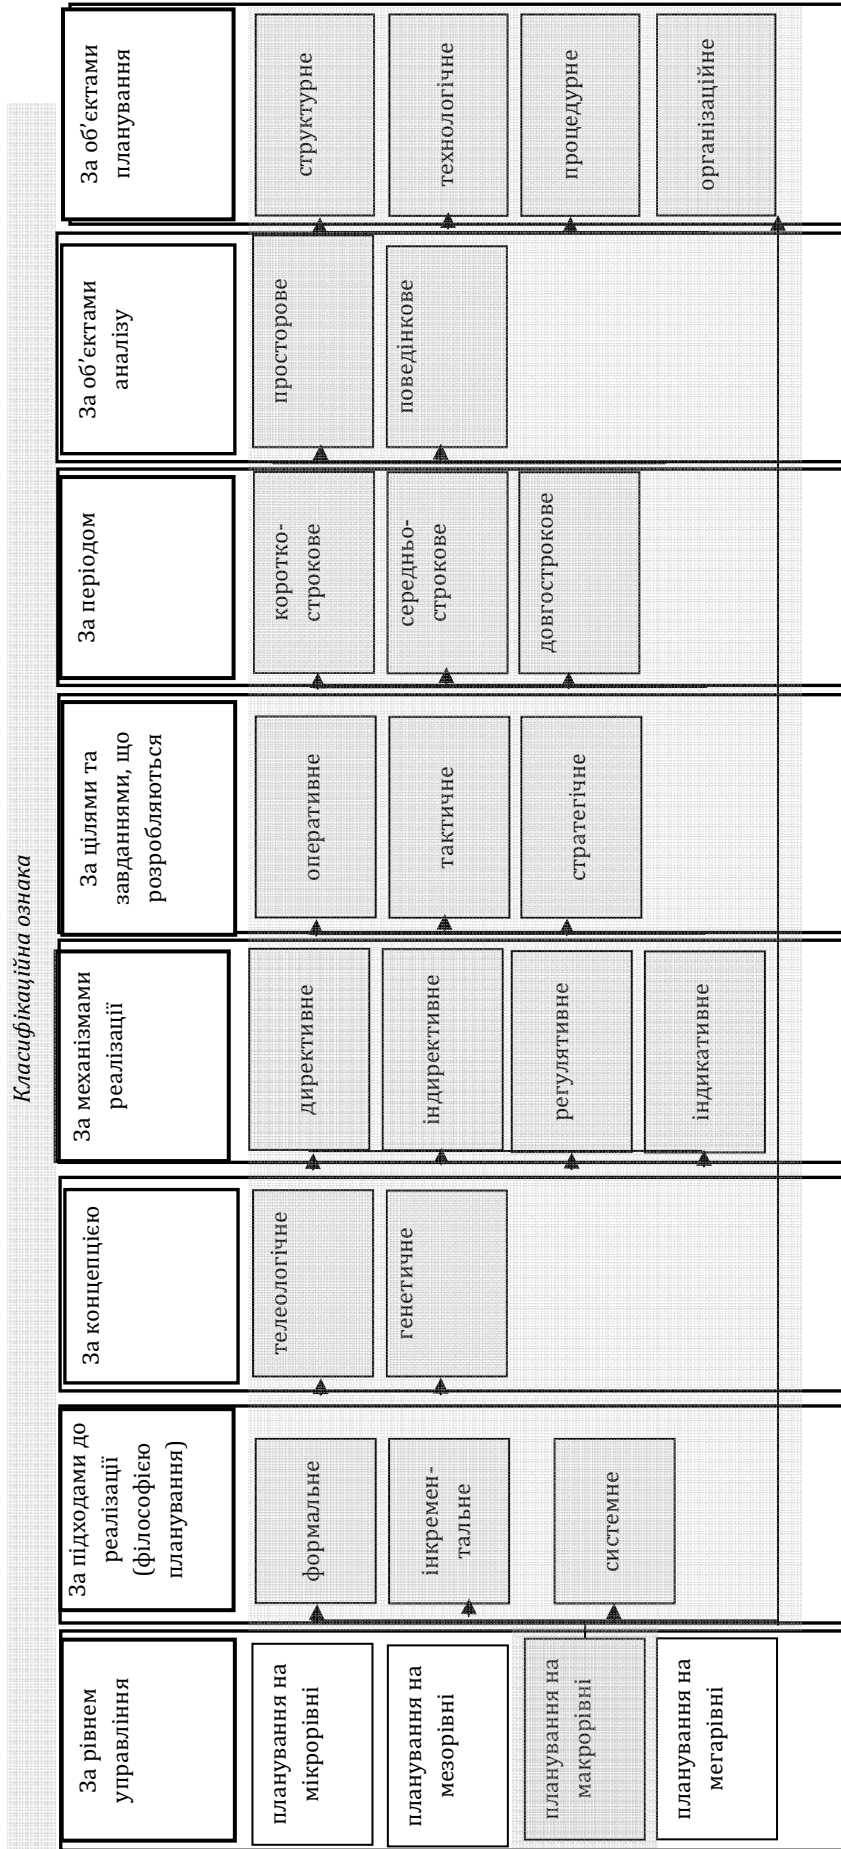 Класифікаційна ознака
За рівнем
управління
планування на
мікрорівні
планування на
мезорівні
планування на
макрорівні
планування на
мегарівні
За підходами до
реалізації
(філософією
планування)
формальне
інкремен-
тальне
системне
За концепцією
телеологічне
генетичне
За механізмами
реалізації
директивне
індирективне
регулятивне
індикативне
За цілями та
завданнями, що
розробляються
оперативне
тактичне
стратегічне
За періодом
коротко-
строкове
середньо-
строкове
довгострокове
За об’єктами
аналізу
просторове
поведінкове
За об’єктами
планування
структурне
технологічне
процедурне
організаційне